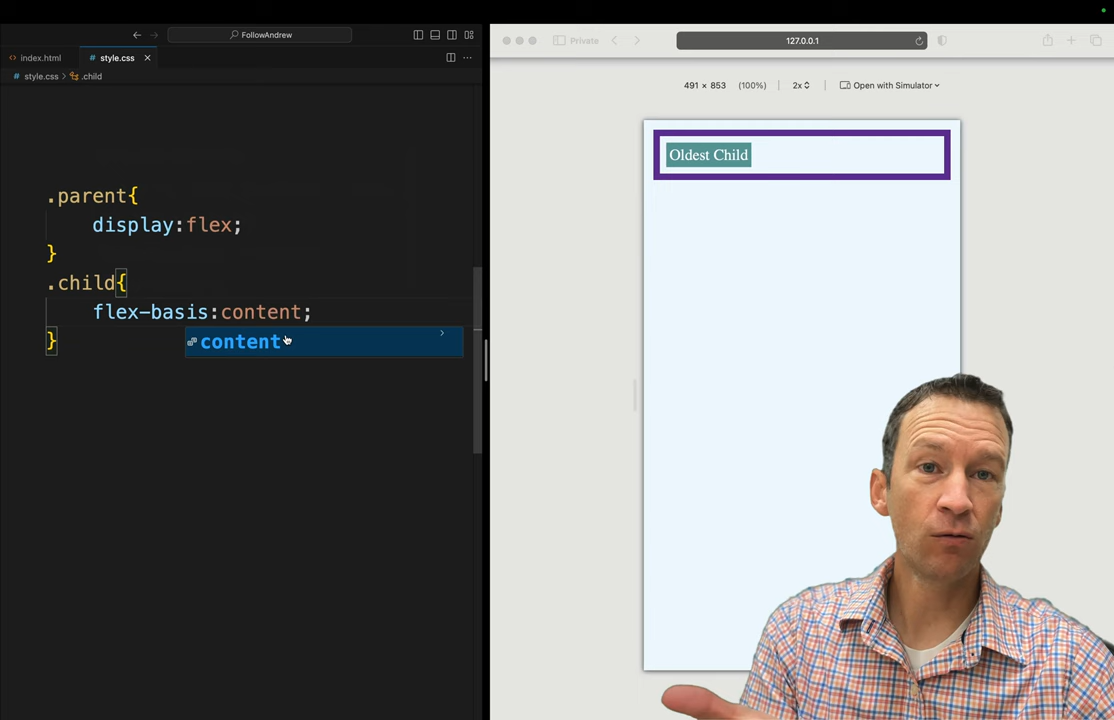 FollowAndrew
index.html
# style.css
# style.css > .child
.parent{
display:flex;
}
.child{
flex-basis:content;
}
content
Private
127.0.0.1
491 × 853 (100%) 2x Open with Simulator
Oldest Child